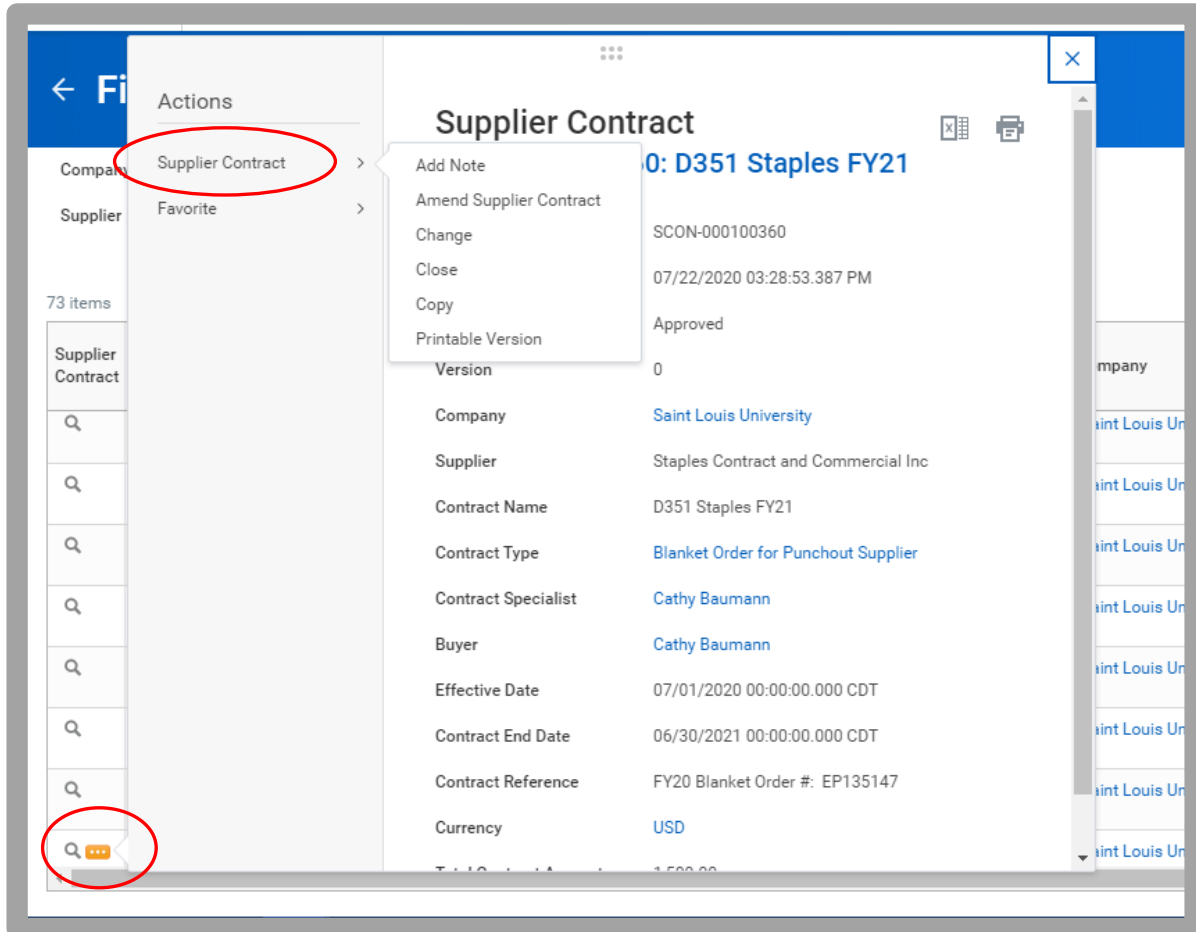 Fi
Company
Supplier
73 items
Supplier
Contract
Actions
Supplier Contract
Favorite
Add Note
Amend Supplier Contract
Change
Close
Copy
Printable Version
Supplier Contract
0: D351 Staples FY21
SCON-000100360
07/22/2020 03:28:53.387 PM
Approved
Version 0
Company Saint Louis University
Supplier Staples Contract and Commercial Inc
Contract Name D351 Staples FY21
Contract Type Blanket Order for Punchout Supplier
Contract Specialist Cathy Baumann
Buyer Cathy Baumann
Effective Date 07/01/2020 00:00:00.000 CDT
Contract End Date 06/30/2021 00:00:00.000 CDT
Contract Reference FY20 Blanket Order #: EP135147
Currency USD
mpany
aint Louis Un
aint Louis Un
aint Louis Un
aint Louis Un
aint Louis Un
aint Louis Un
aint Louis Un
aint Louis Un